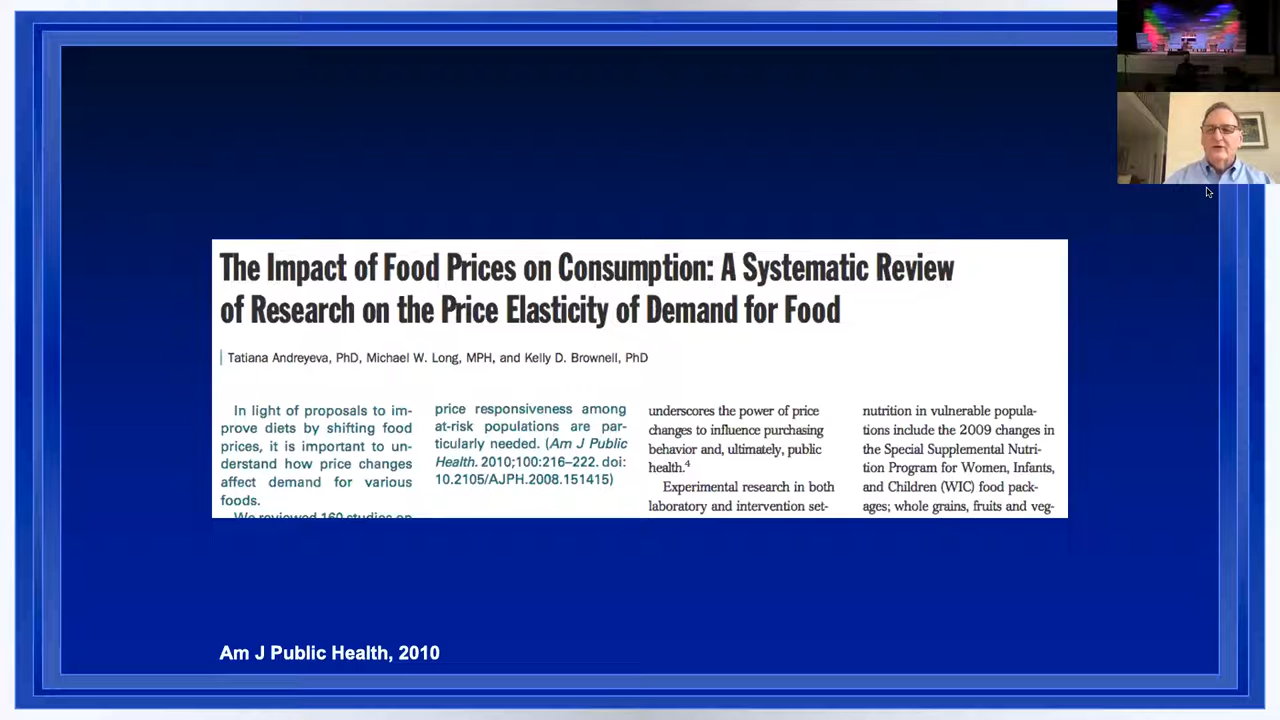 The Impact of Food Prices on Consumption: A Systematic Review
of Research on the Price Elasticity of Demand for Food
Tatiana Andreyeva, PhD, Michael W. Long, MPH, and Kelly D. Brownell, PhD
In light of proposals to im-
prove diets by shifting food
prices, it is important to un-
derstand how price changes
affect demand for various
foods.
We reviewed 160 studies on
price responsiveness among
at-risk populations are par-
ticularly needed. (Am J Public
Health. 2010;100:216–222. doi:
10.2105/AJPH.2008.151415)
underscores the power of price
changes to influence purchasing
behavior and, ultimately, public
health.4
Experimental research in both
laboratory and intervention set-
nutrition in vulnerable popula-
tions include the 2009 changes in
the Special Supplemental Nutri-
tion Program for Women, Infants,
and Children (WIC) food pack-
ages; whole grains, fruits and veg-
Am J Public Health, 2010